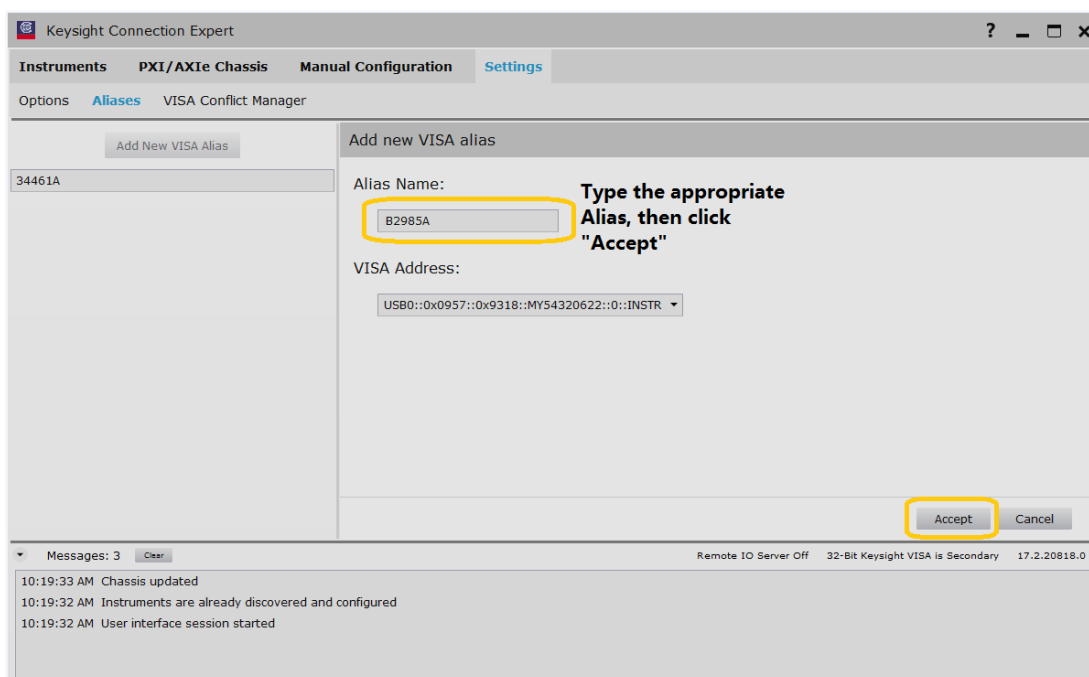 Keysight Connection Expert ?
Instruments PXI/AXIe Chassis Manual Configuration Settings
Options Aliases VISA Conflict Manager
Add New VISA Alias
34461A
Add new VISA alias
Alias Name:
B2985A
Type the appropriate
Alias, then click
"Accept"
VISA Address:
USB0::0x0957::0x9318::MY54320622::0::INSTR
Accept Cancel
Messages: 3 Clear Remote IO Server Off 32-Bit Keysight VISA is Secondary 17.2.20818.0
10:19:33 AM Chassis updated
10:19:32 AM Instruments are already discovered and configured
10:19:32 AM User interface session started